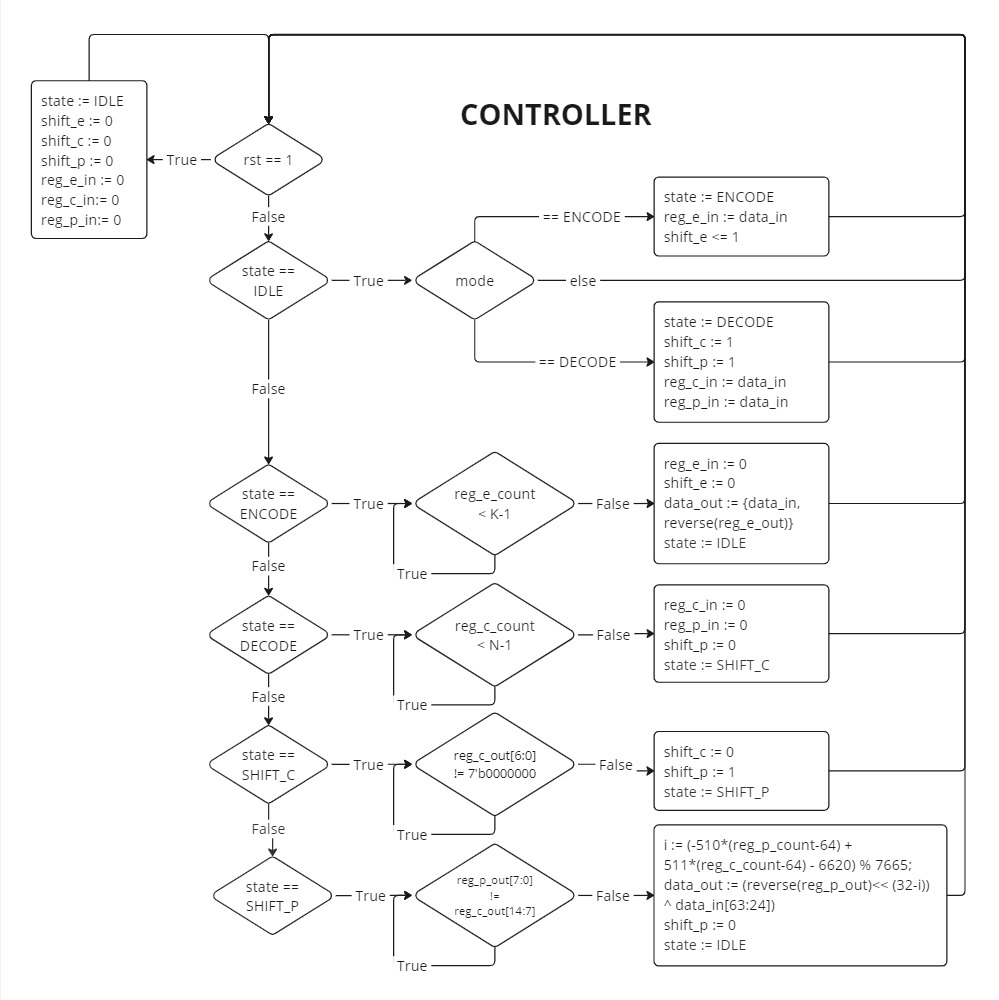 CONTROLLER
state := IDLE
shift_e := 0
shift_c := 0
shift_p := 0
reg_e_in := 0
reg_c_in:= 0
reg_p_in:= 0
True
rst == 1
False
state ==
IDLE
True
mode
== ENCODE
state := ENCODE
reg_e_in := data_in
shift_e <= 1
else
== DECODE
state := DECODE
shift_c := 1
shift_p := 1
reg_c_in := data_in
reg_p_in := data_in
False
state ==
ENCODE
True
reg_e_count
< K-1
True
False
reg_e_in := 0
shift_e := 0
data_out := {data_in,
reverse(reg_e_out)}
state := IDLE
False
state ==
DECODE
True
reg_c_count
< N-1
True
False
reg_c_in := 0
reg_p_in := 0
shift_p := 0
state := SHIFT_C
False
state ==
SHIFT_C
True
reg_c_out[6:0]
!= 7'b0000000
True
False
shift_c := 0
shift_p := 1
state := SHIFT_P
False
state ==
SHIFT_P
True
reg_p_out[7:0]
!=
reg_c_out[14:7]
True
False
i := (-510*(reg_p_count-64) +
511*(reg_c_count-64) - 6620) % 7665;
data_out := (reverse(reg_p_out)<< (32-i))
^ data_in[63:24])
shift_p := 0
state := IDLE